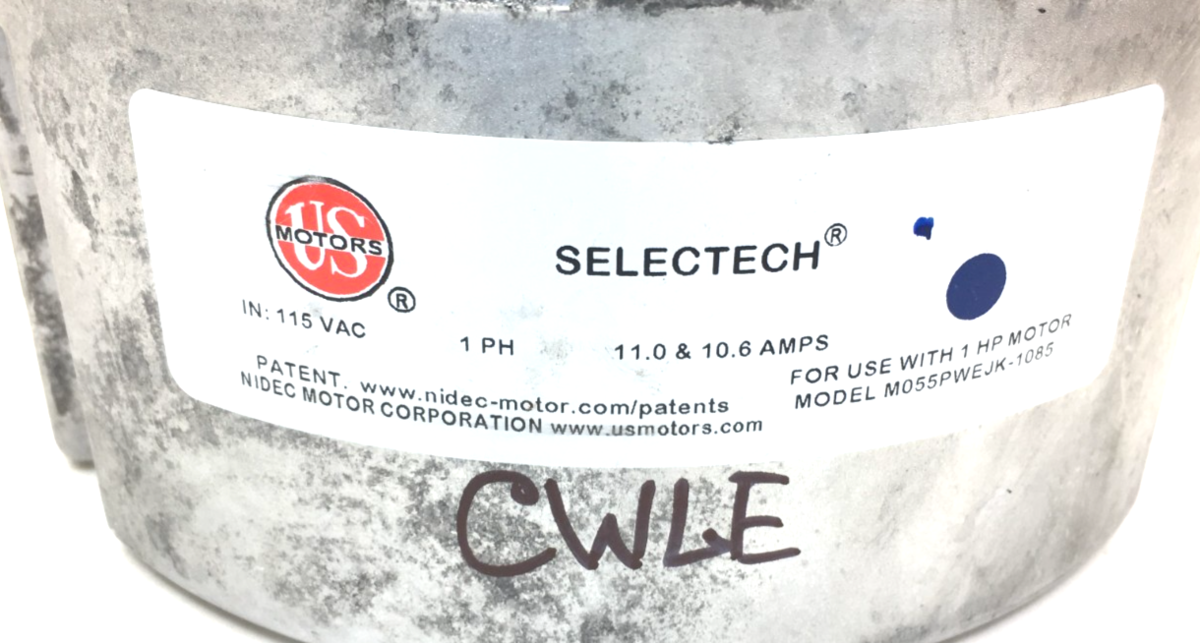 US
MOTORS
®
SELECTECH®
IN: 115 VAC
1 PH
11.0 & 10.6 AMPS
FOR USE WITH 1 HP MOTOR
MODEL M055PWEJK-1085
PATENT. www.nidec-motor.com/patents
NIDEC MOTOR CORPORATION www.usmotors.com
CWLE